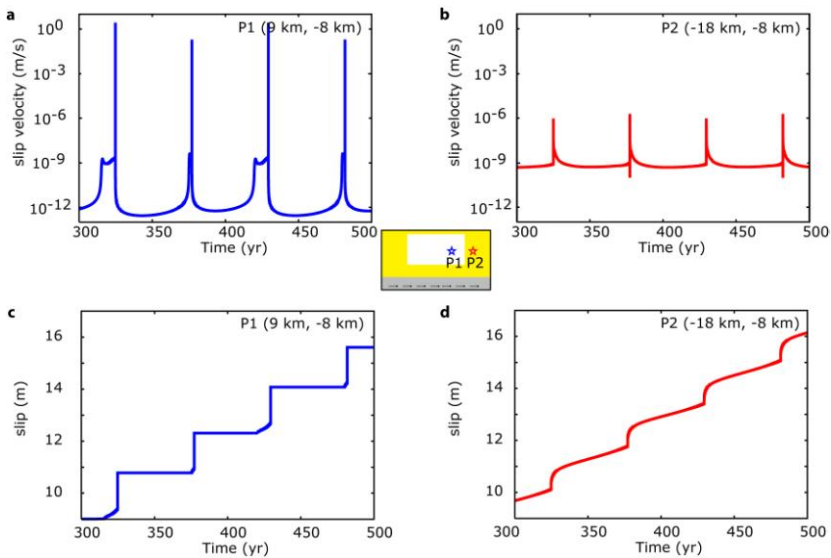 a
P1 (9 km, -8 km)
slip velocity (m/s)
10^0
10^-3
10^-6
10^-9
10^-12
300 350 400 450 500
Time (yr)
b
P2 (-18 km, -8 km)
slip velocity (m/s)
10^0
10^-3
10^-6
10^-9
10^-12
300 350 400 450 500
Time (yr)
P1 P2
c
P1 (9 km, -8 km)
slip (m)
16
14
12
10
300 350 400 450 500
Time (yr)
d
P2 (-18 km, -8 km)
slip (m)
16
14
12
10
300 350 400 450 500
Time (yr)